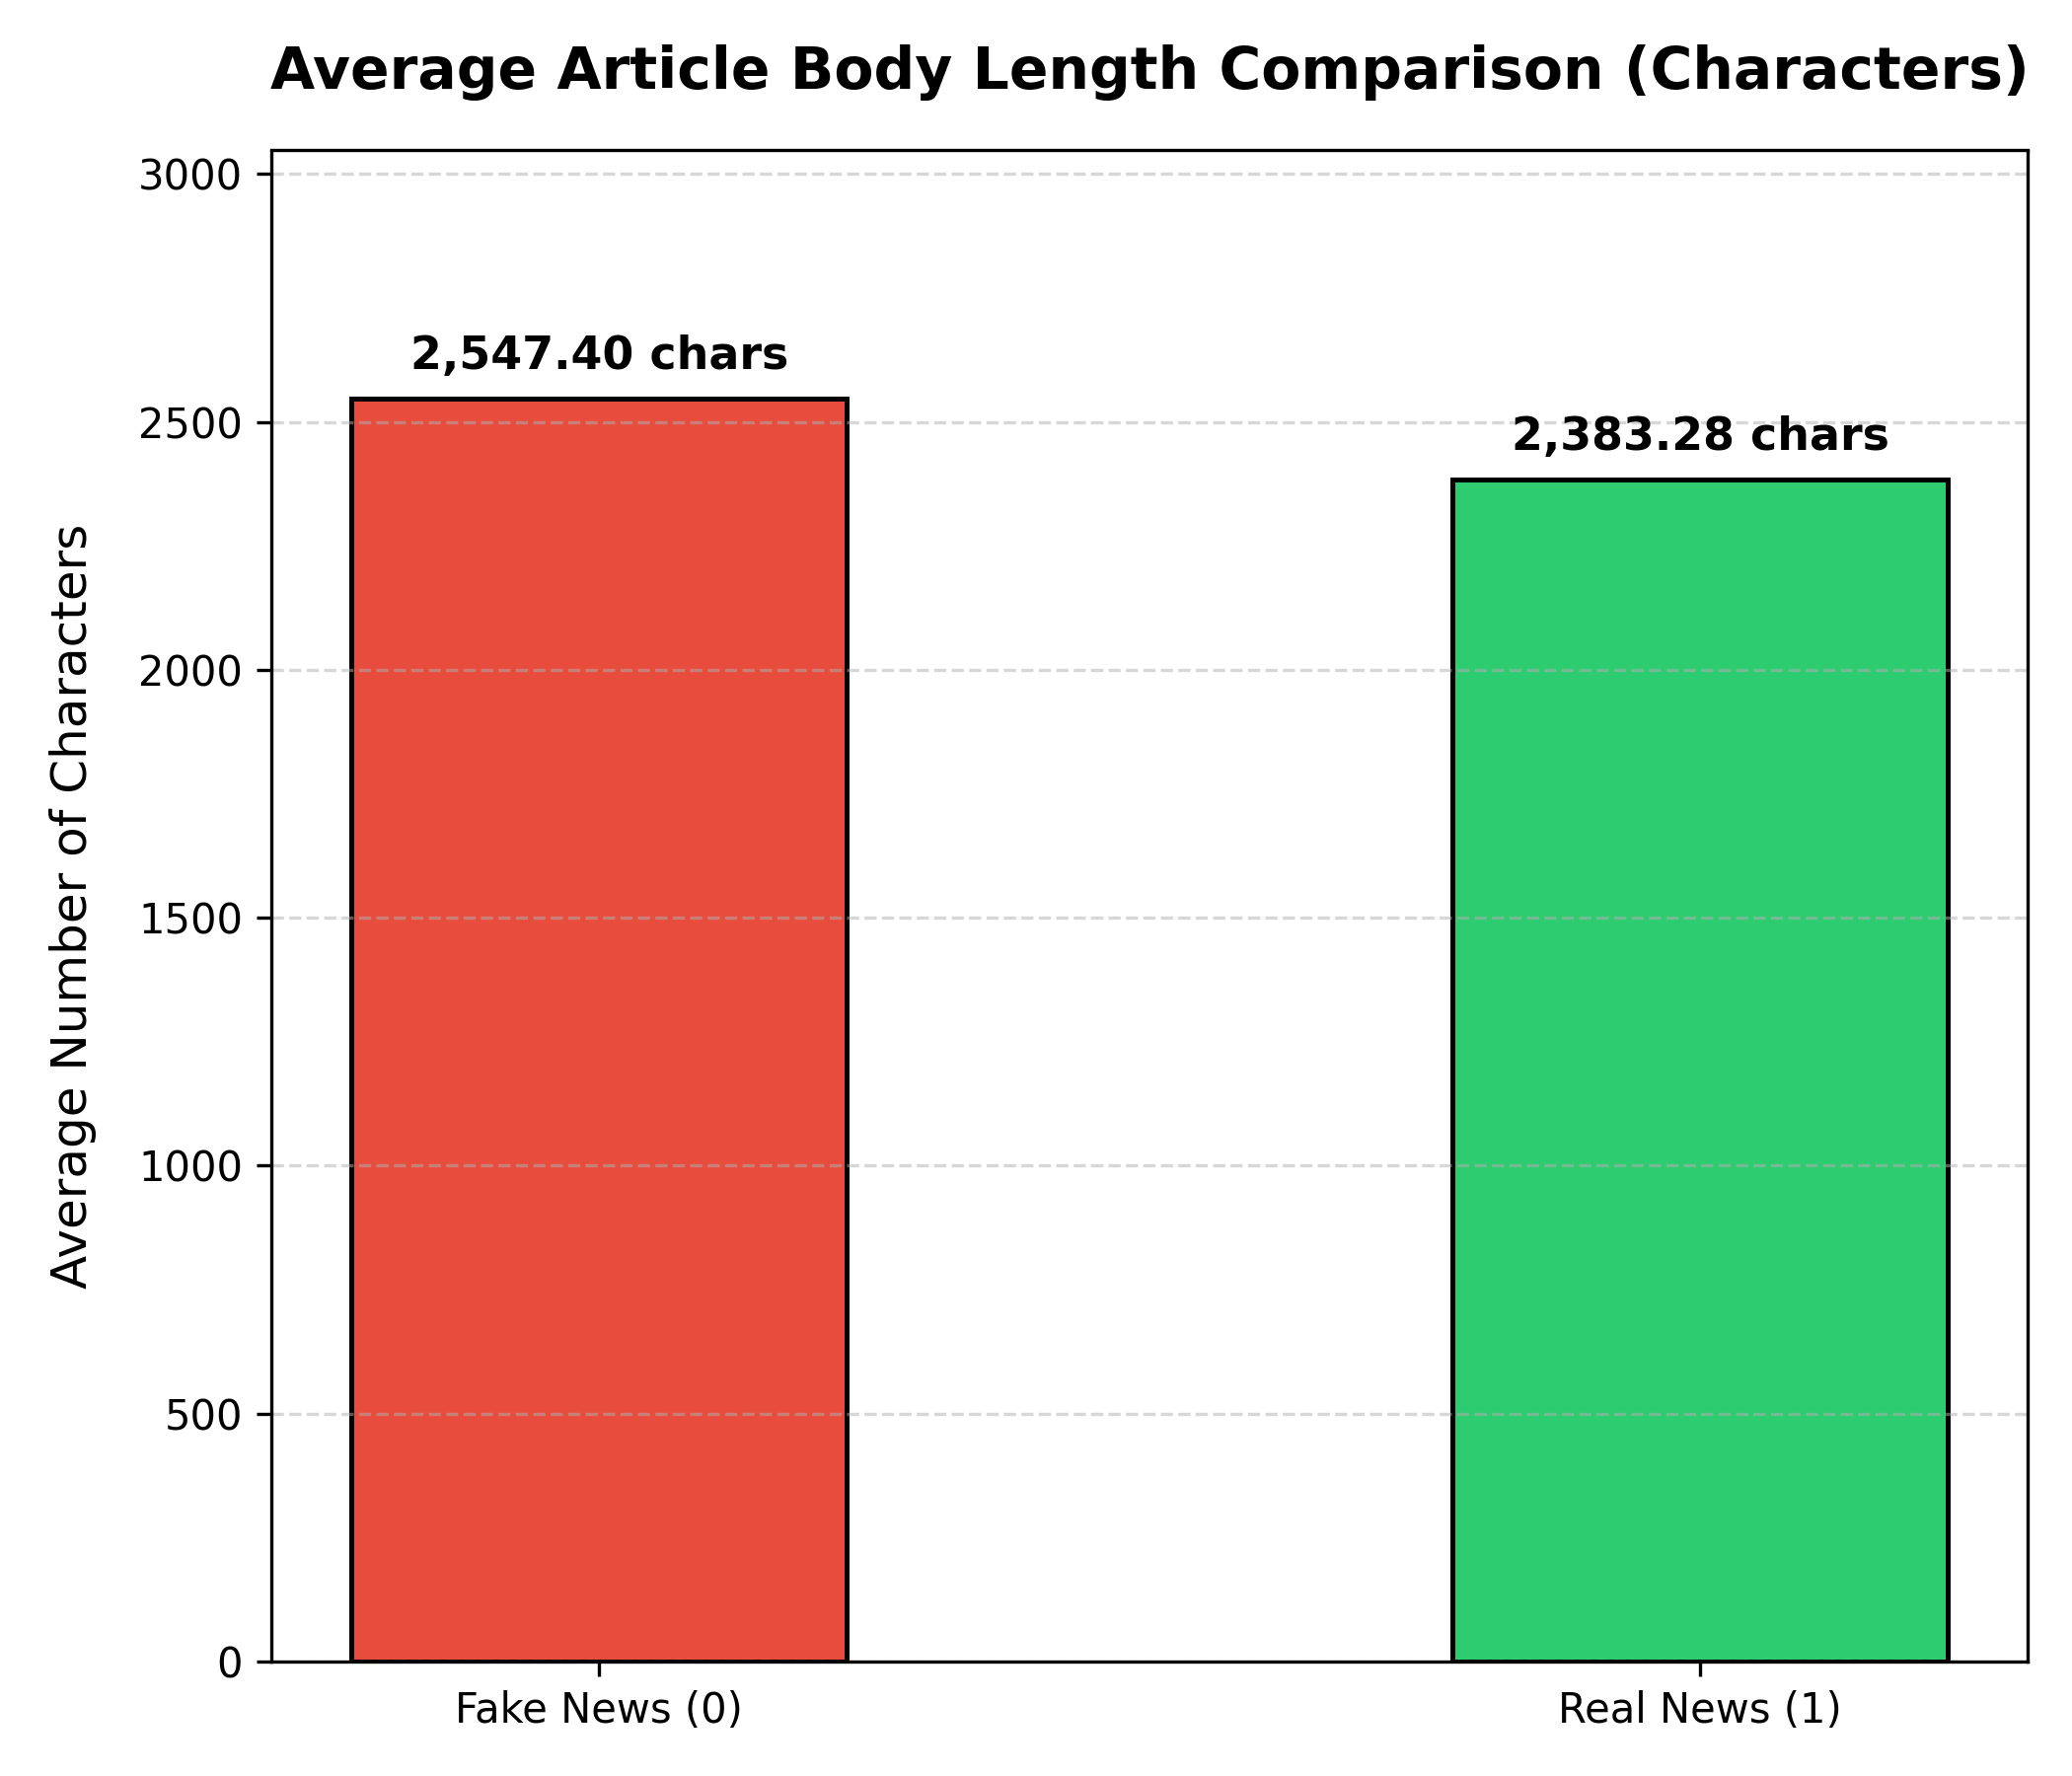 Average Article Body Length Comparison (Characters)
3000
2500
2000
1500
1000
500
0
Average Number of Characters
2,547.40 chars
2,383.28 chars
Fake News (0)
Real News (1)